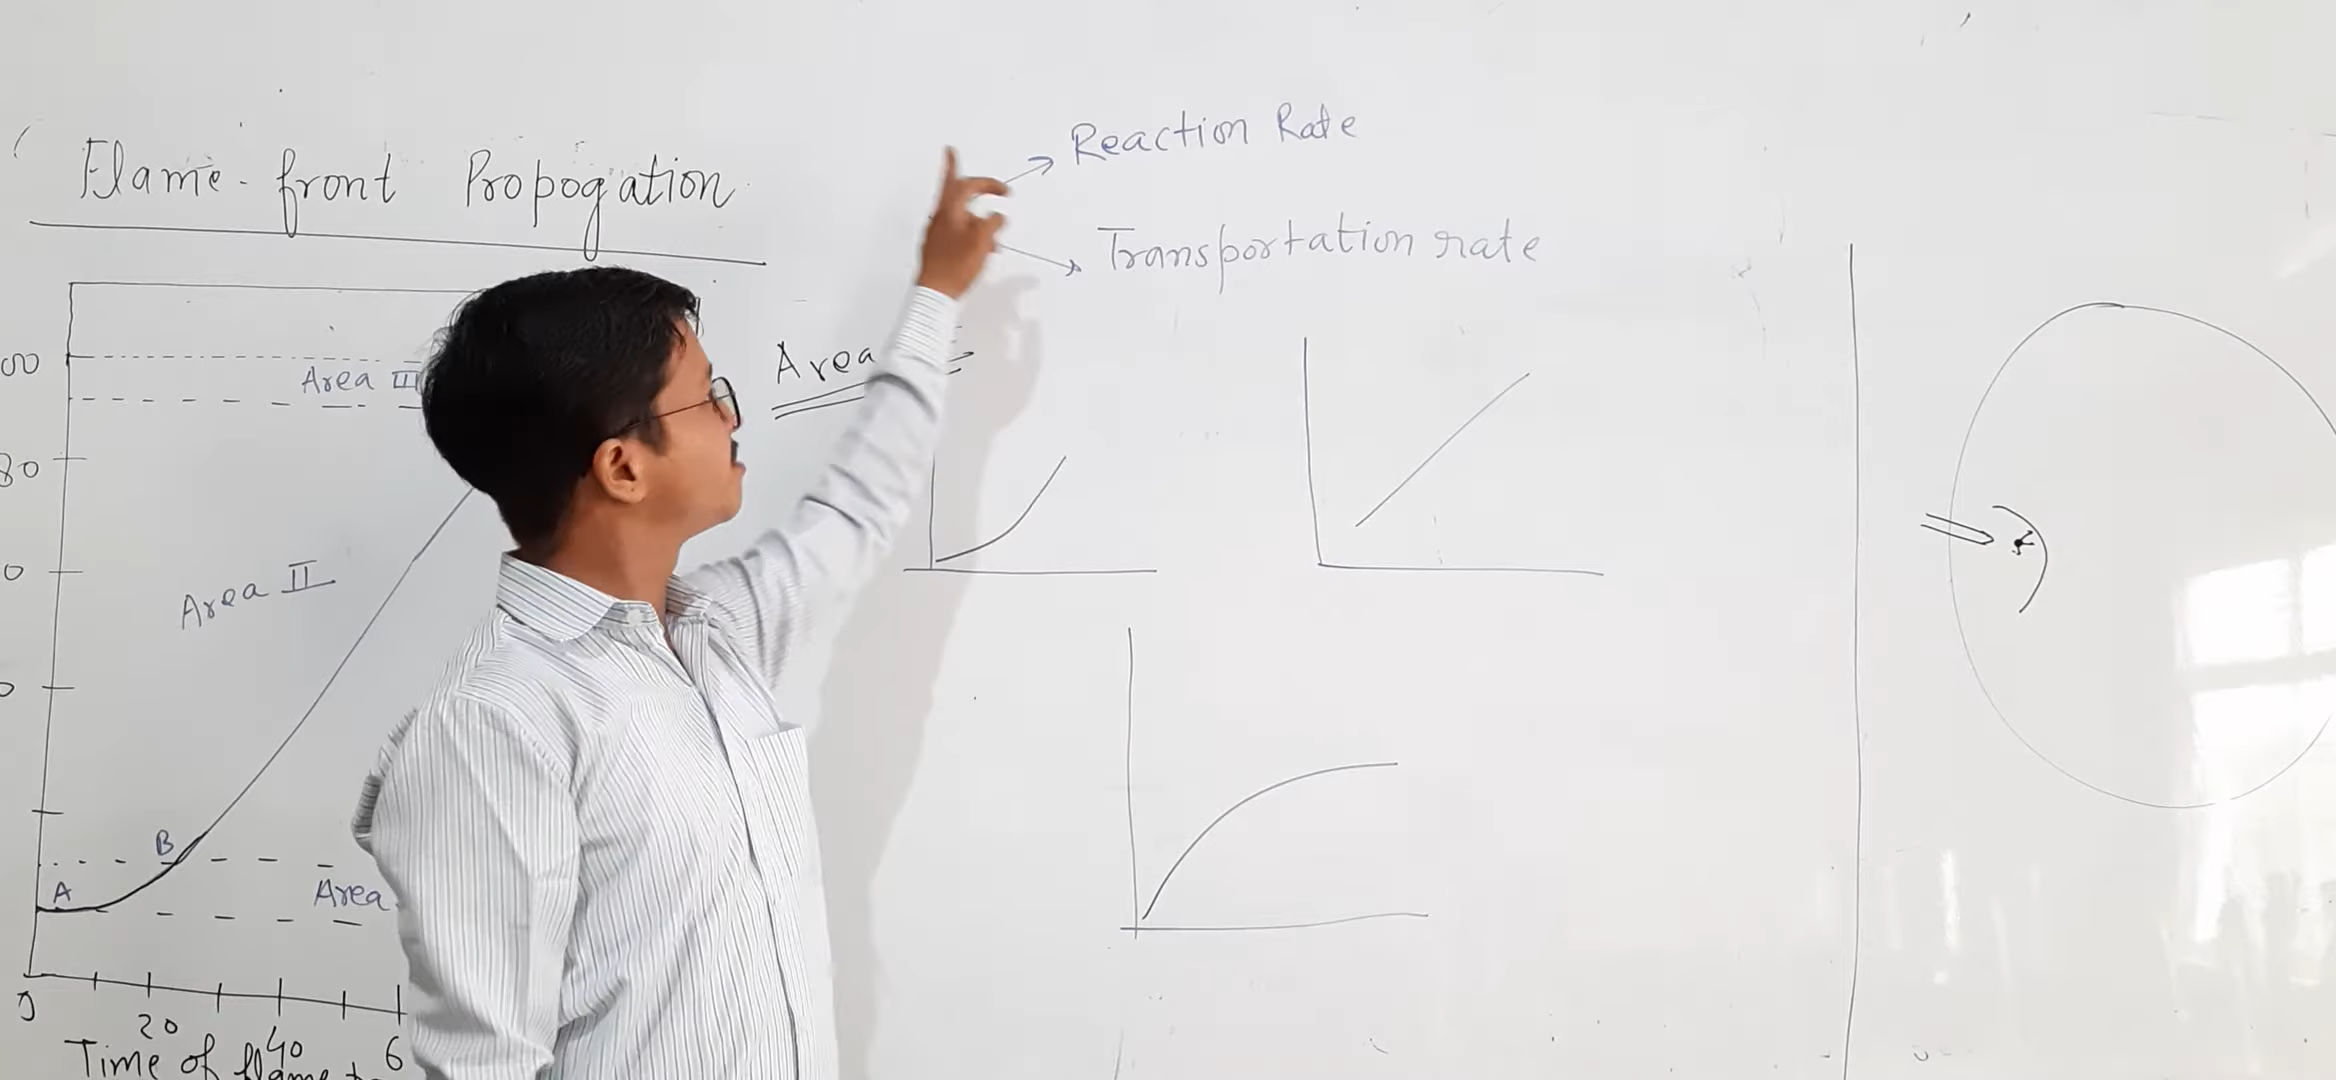 Flame-front Propogation
Reaction Rate
Transportation rate
Area III
Area
80
Area II
B
A
Area
20
40
6
Time of flame